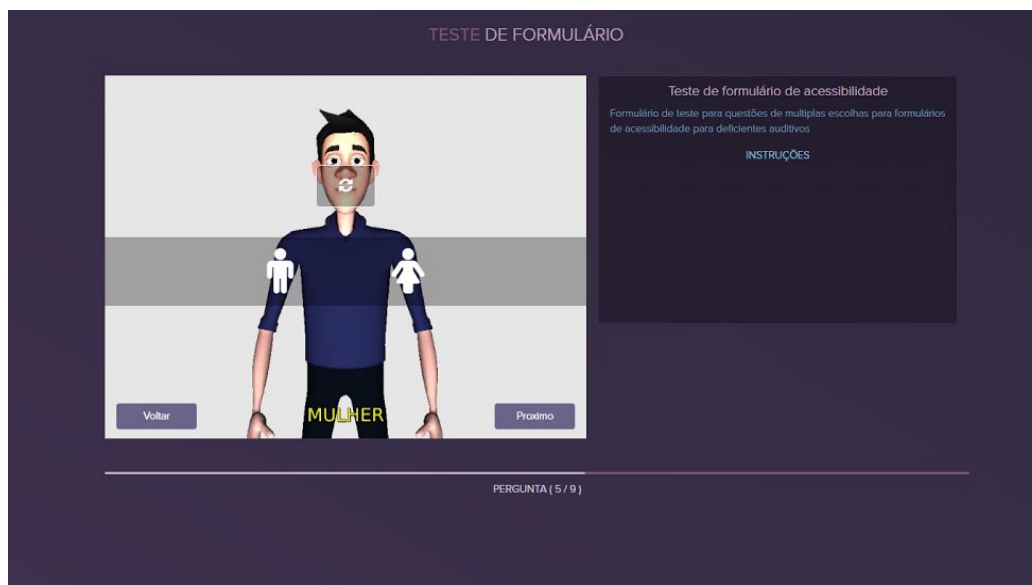 TESTE DE FORMULÁRIO
Teste de formulário de acessibilidade
Formulário de teste para questões de multiplas escolhas para formulários
de acessibilidade para deficientes auditivos
INSTRUÇÕES
Voltar
MULHER
Proximo
PERGUNTA ( 5 / 9 )